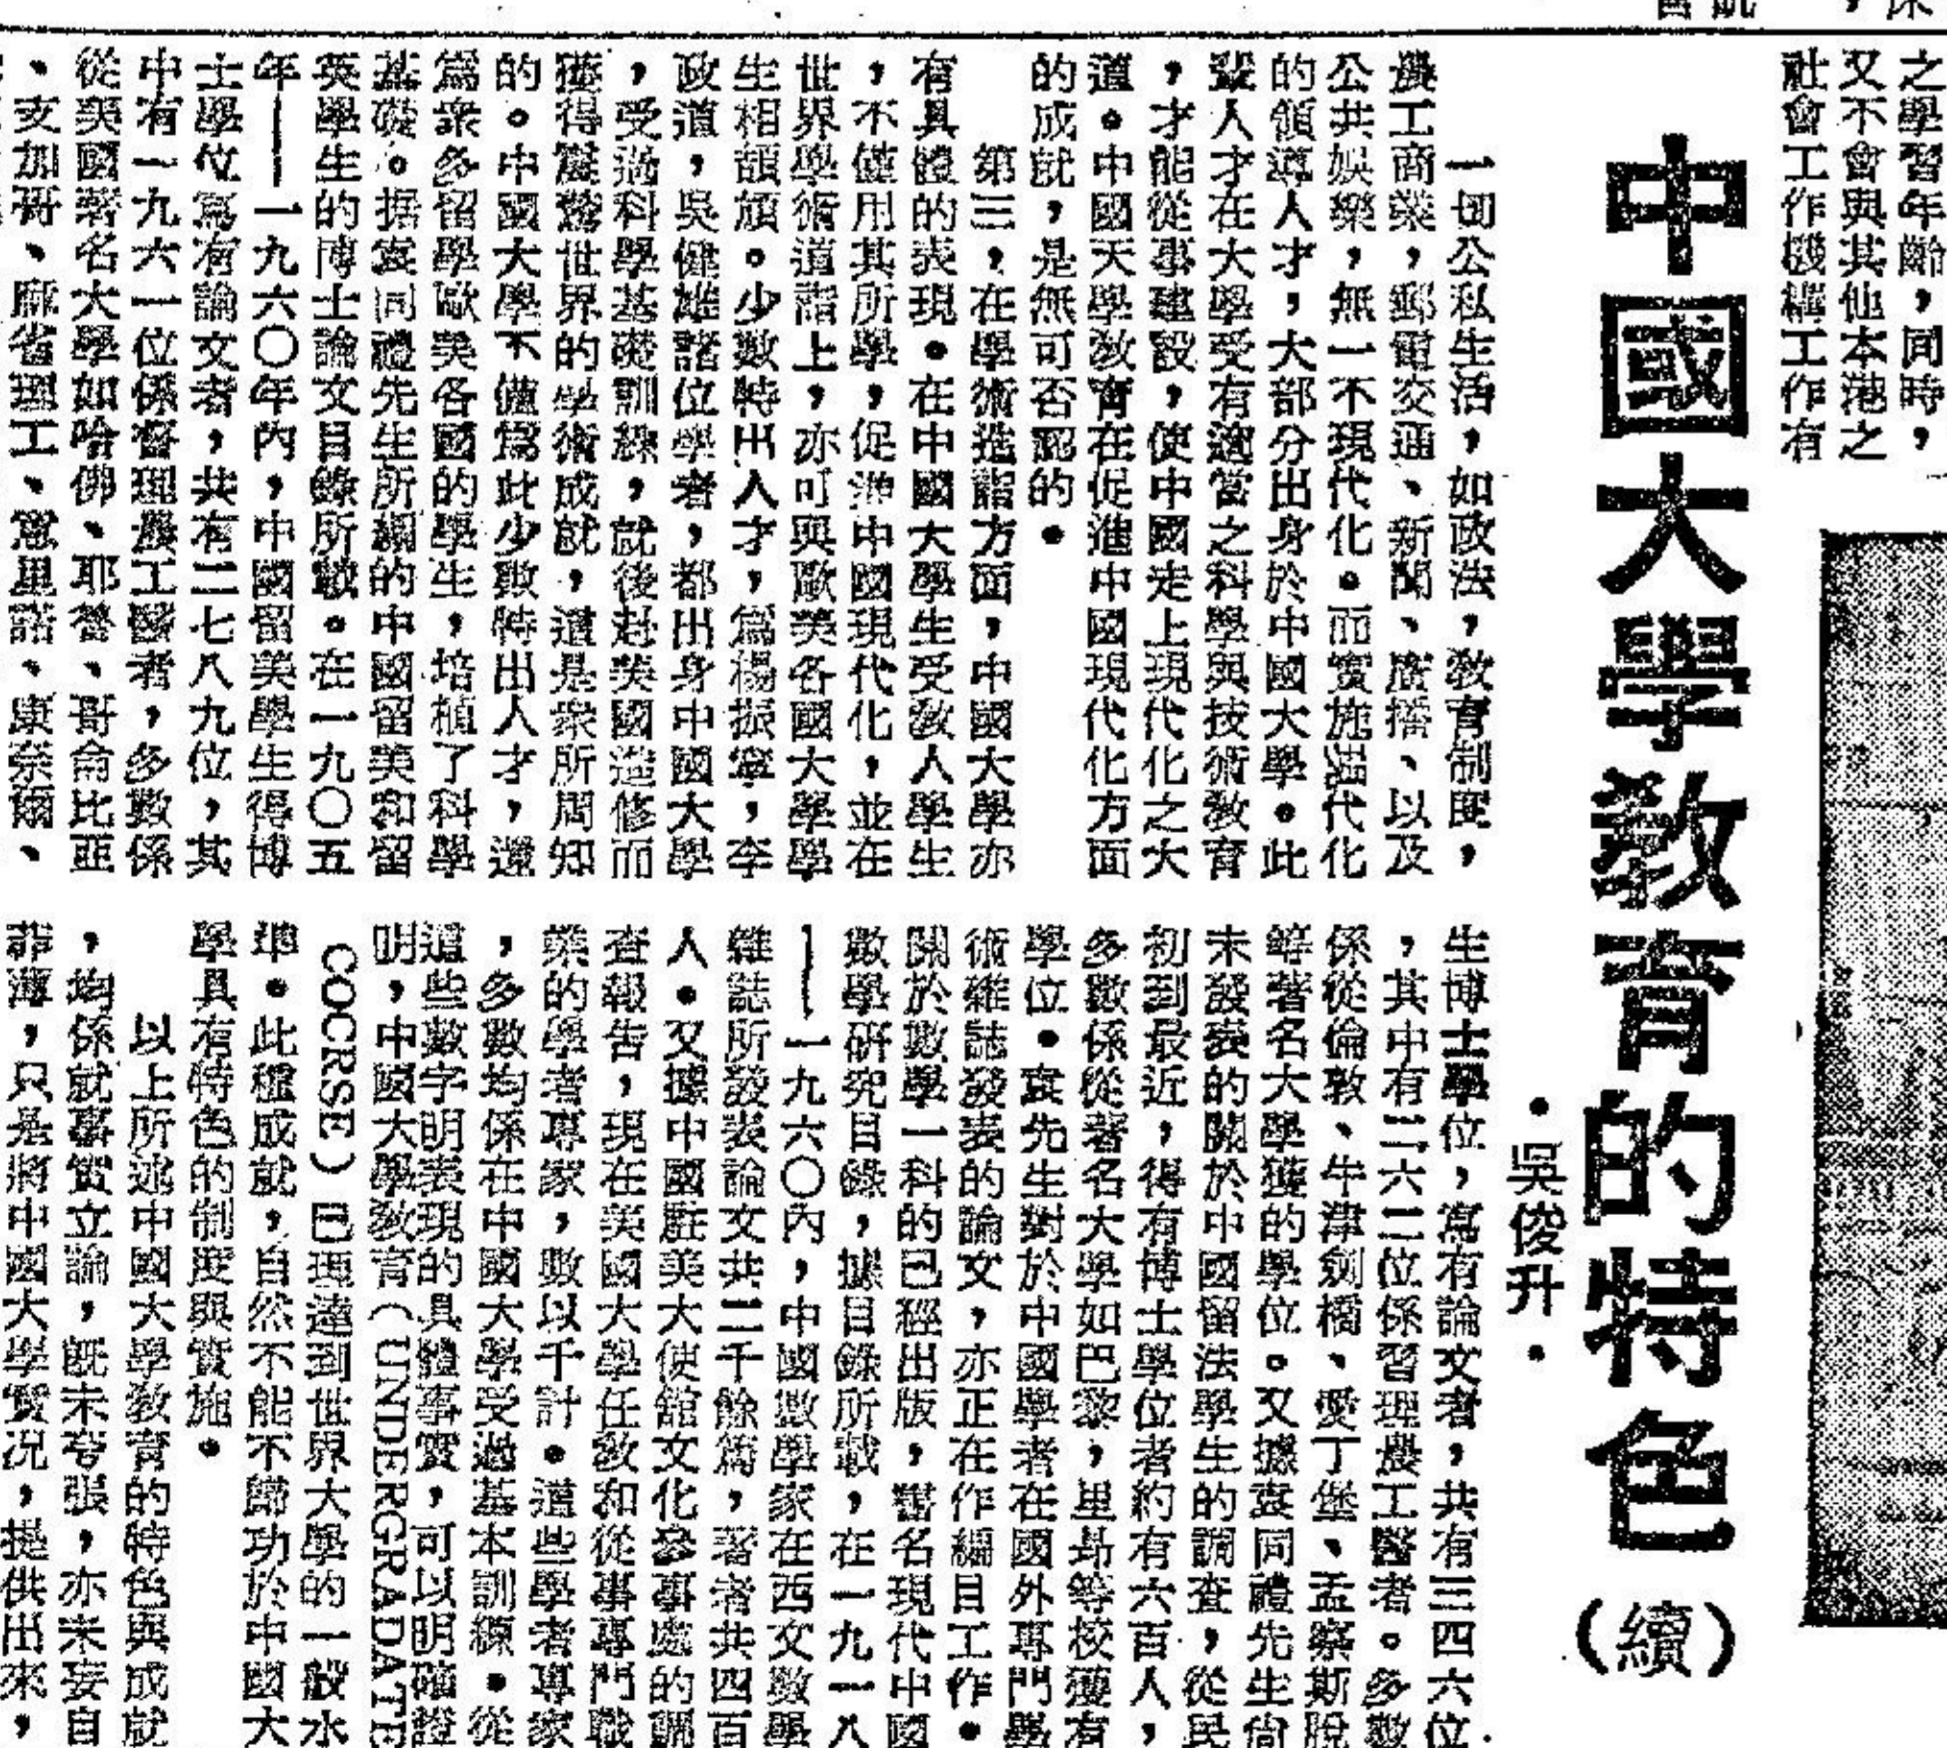 之學習年齡，同時，
又不會與其他本港之
社會工作機構工作有
中國大學教育的特色（續）
・吳俊升・
一切公私生活，如政法，教育制度，
農工商業，郵電交通、新聞、廣播、以及
公共娛樂，無一不現代化。而實施現代化
的領導人才，大部分出身於中國大學。此
輩人才在大學受有適當之科學與技術教育
，才能從事建設，使中國走上現代化之大
道。中國大學教育在促進中國現代化方面
的成就，是無可否認的。
第三，在學術造詣方面，中國大學亦
有具體的表現。在中國大學生受教人學生
，不僅用其所學，促進中國現代化，並在
世界學術道詣上，亦可與歐美各國大學學
生相頡頏。少數特出人才，爲楊振寧，李
政道，吳健雄諸位學者，都出身中國大學
，受過科學基礎訓練，就後赴美國進修而
獲得震驚世界的學術成就，這是衆所周知
的。中國大學不僅爲此少數特出人才，還
爲衆多留學歐美各國的學生，培植了科學
基礎。据袁同禮先生所編的中國留美和留
英學生的博士論文目錄所載。在一九〇五
年——一九六〇年內，中國留美學生得博
士學位寫有論文者，共有二七八九位，其
中有一九六一位係習理農工醫者，多數係
從美國著名大學如哈佛、耶魯、哥侖比亞
、支加哥、麻省理工、意里諾、康奈爾、
生博士學位，寫有論文者，共有三四六位
，其中有二六二位係習理農工醫者。多數
係從倫敦、牛津劍橋、愛丁堡、孟察斯脫
等著名大學獲的學位。又據袁同禮先生尙
未發表的關於中國留法學生的調査，從民
初到最近，得有博士學位者約有六百人，
多數係從著名大學如巴黎，里昻等校獲有
學位。袁先生對於中國學者在國外專門學
術雜誌發表的論文，亦正在作編目工作。
關於數學一科的已經出版，署名現代中國
數學研究目錄，據目錄所載，在一九一八
——一九六〇內，中國數學家在西文數學
雜誌所發表論文共二千餘篇，著者共四百
人。又據中國駐美大使館文化參事處的調
査報告，現在美國大學任敎和從事專門職
業的學者專家，數以千計。這些學者專家
，多數均係在中國大學受過基本訓練。從
這些數字明表現的具體事實，可以明確證
明，中國大學教育（UNDERGRADATE
COCRSE）已理達到世界大學的一般水
準。此種成就，自然不能不歸功於中國大
學具有特色的制度與實施。
以上所述中國大學敎育的特色與成就
，均係就事實立論，既未夸張，亦未妄自
菲薄，只是將中國大學實况，提供出來，